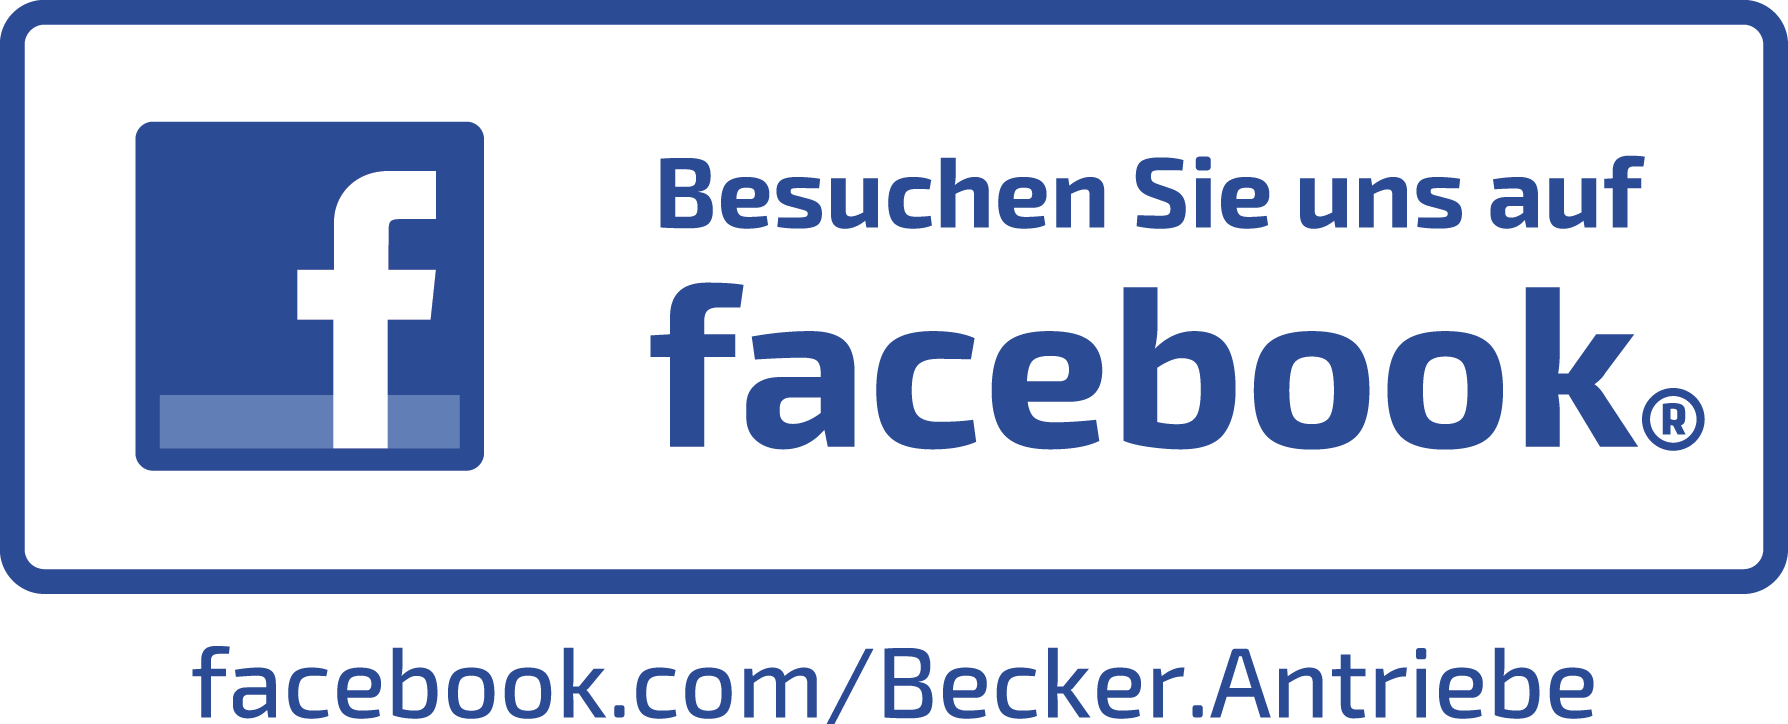 f
Besuchen Sie uns auf
facebook®
facebook.com/Becker.Antriebe